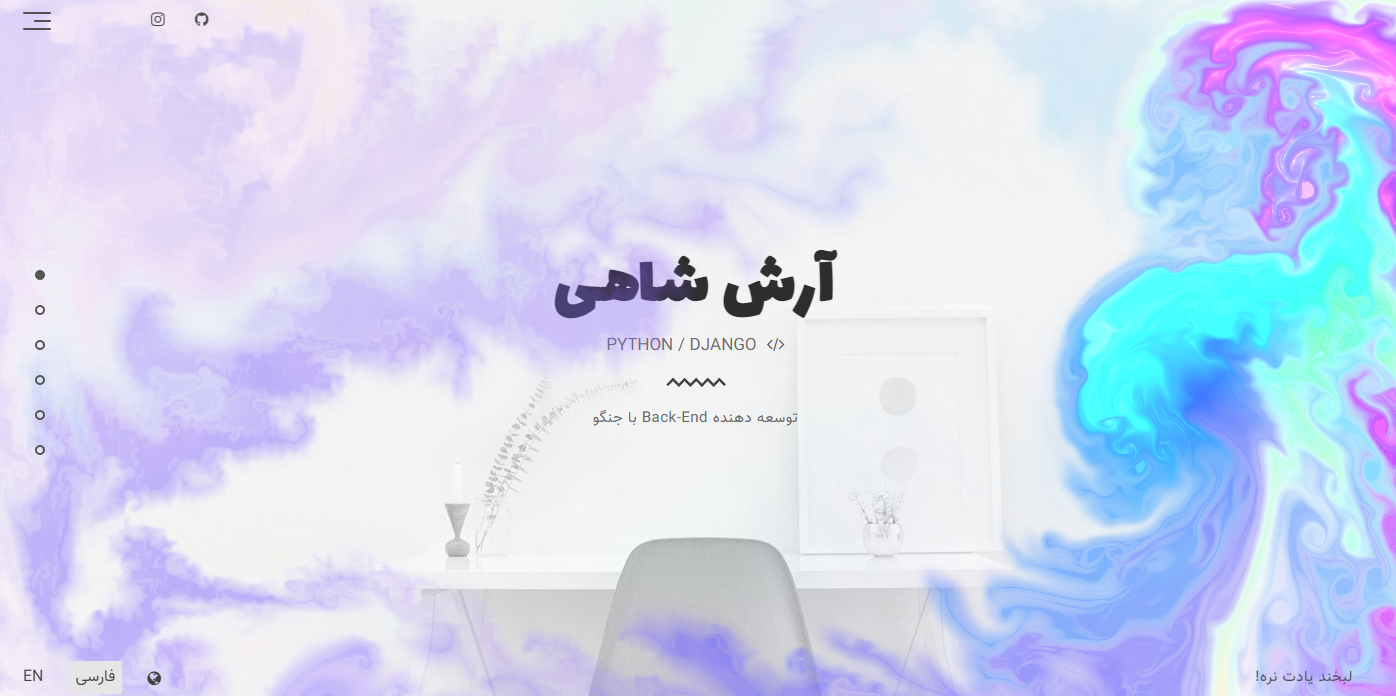 آرش شاهی
PYTHON / DJANGO </>
توسعه دهنده Back-End با جنگو
EN
فارسی
لبخند یادت نره!